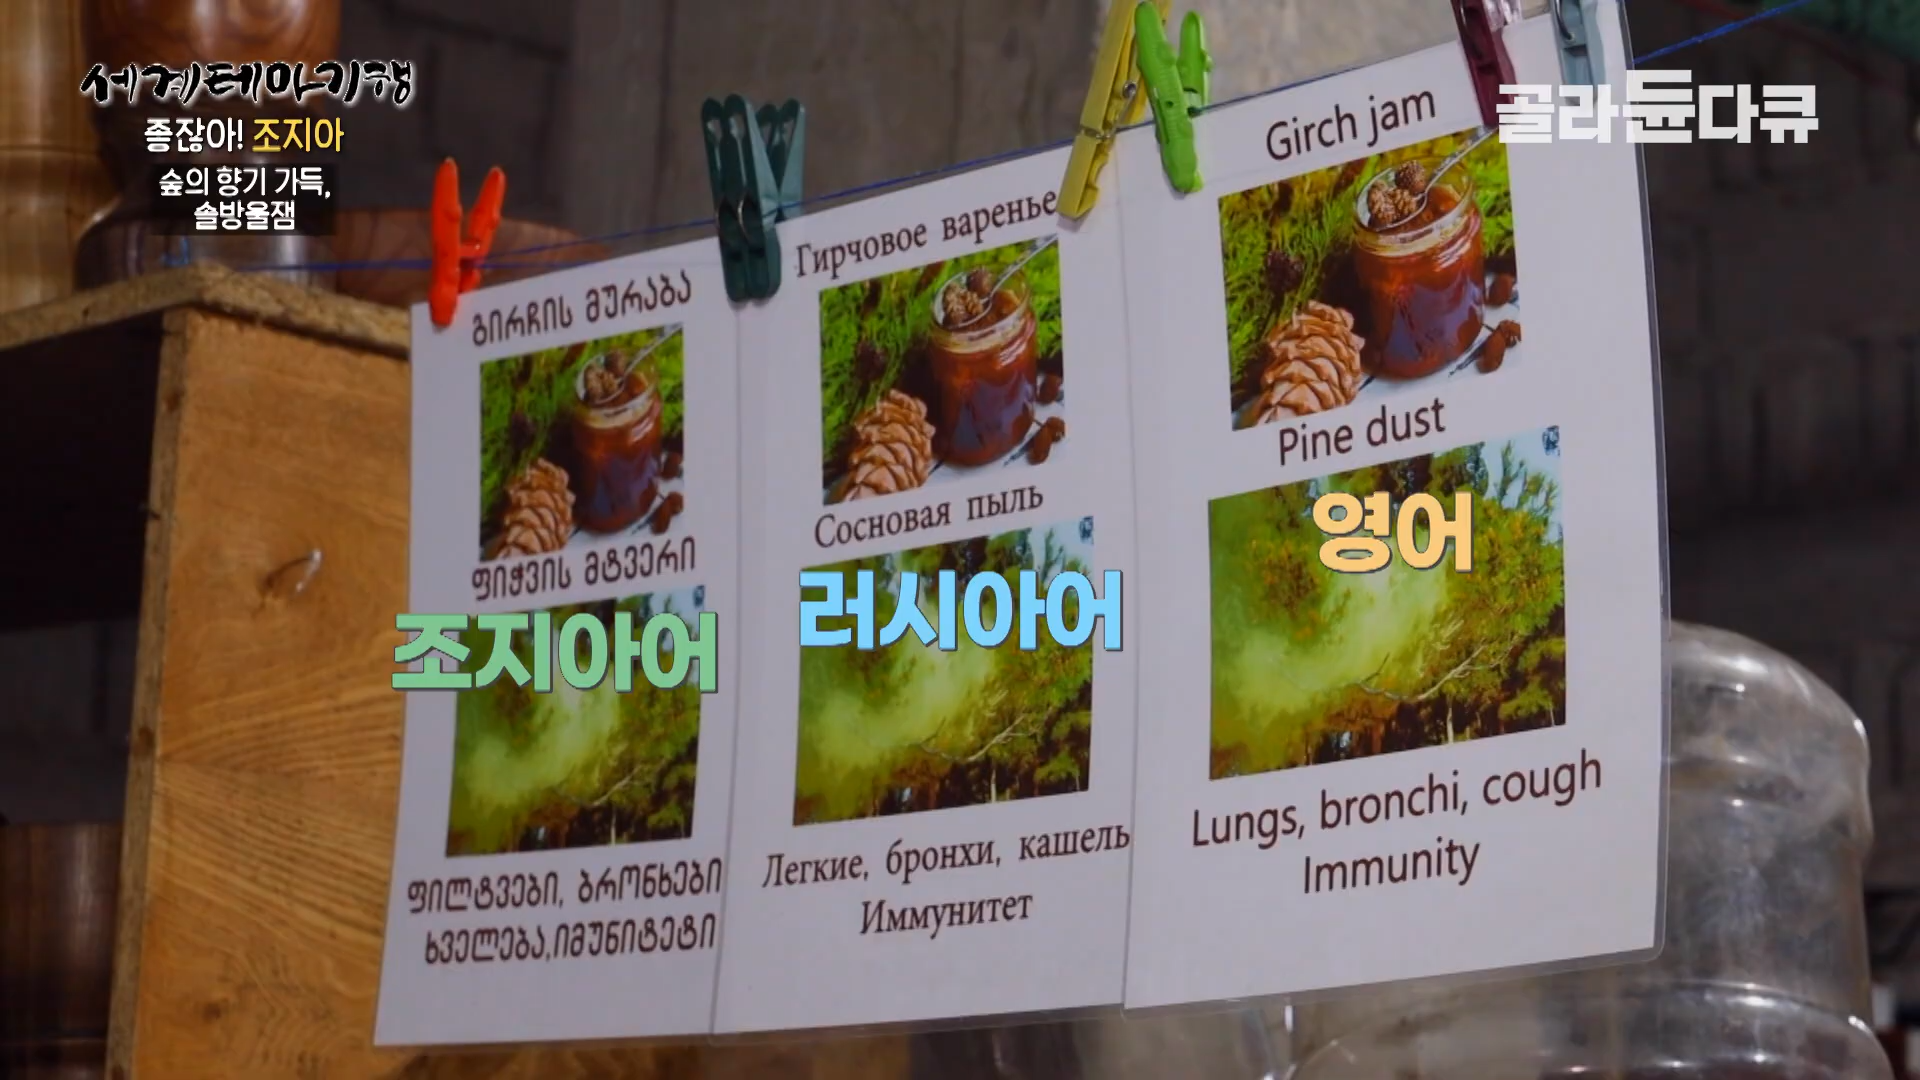 세계테마기행
좋잖아! 조지아
숲의 향기 가득,
솔방울잼
골라둔다큐
გირჩის მურაბა
ფიჭვის მტვერი
조지아어
ფილტვები, ბრონხები
ხველება,იმუნიტეტი
Гирчовое варенье
Сосновая пыль
러시아어
Легкие, бронхи, кашель
Иммунитет
Girch jam
Pine dust
영어
Lungs, bronchi, cough
Immunity